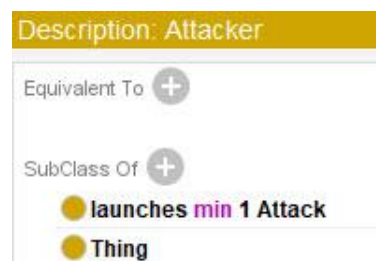 Description: Attacker
Equivalent To
SubClass Of
launches min 1 Attack
Thing